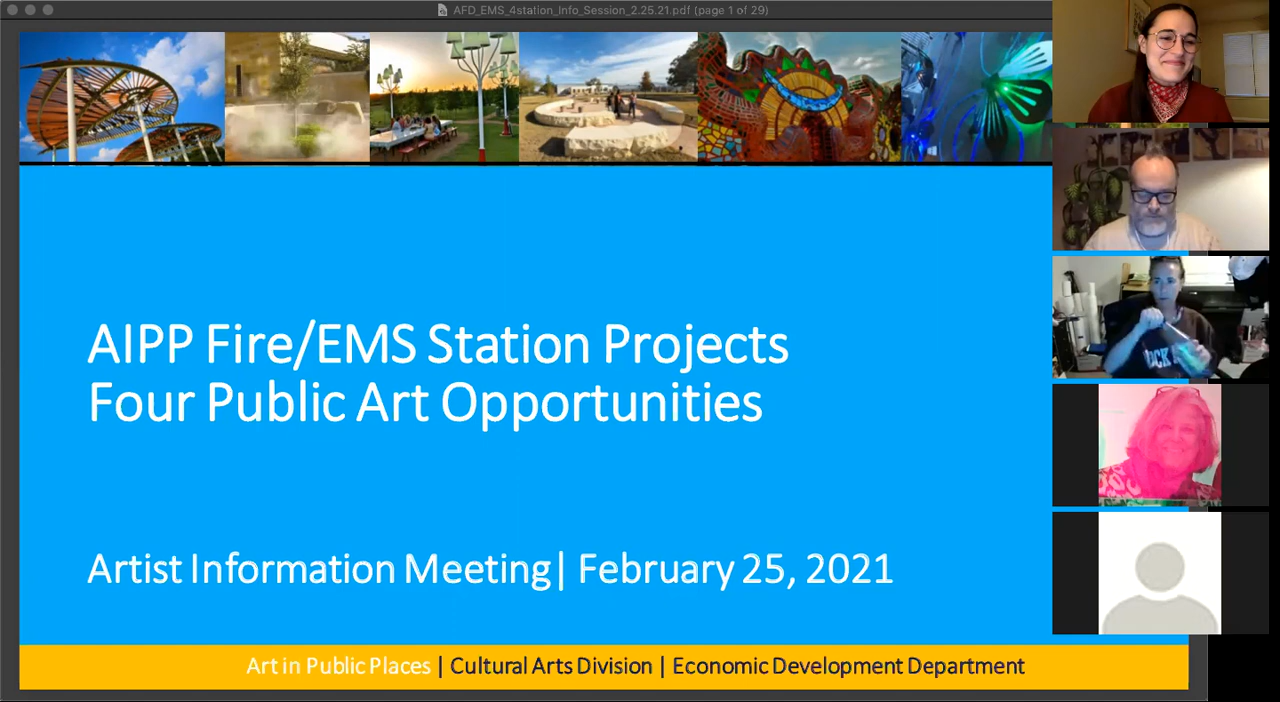 AFD_EMS_4station_Info_Session_2.25.21.pdf (page 1 of 29)
AIPP Fire/EMS Station Projects
Four Public Art Opportunities
Artist Information Meeting| February 25, 2021
Art in Public Places | Cultural Arts Division | Economic Development Department